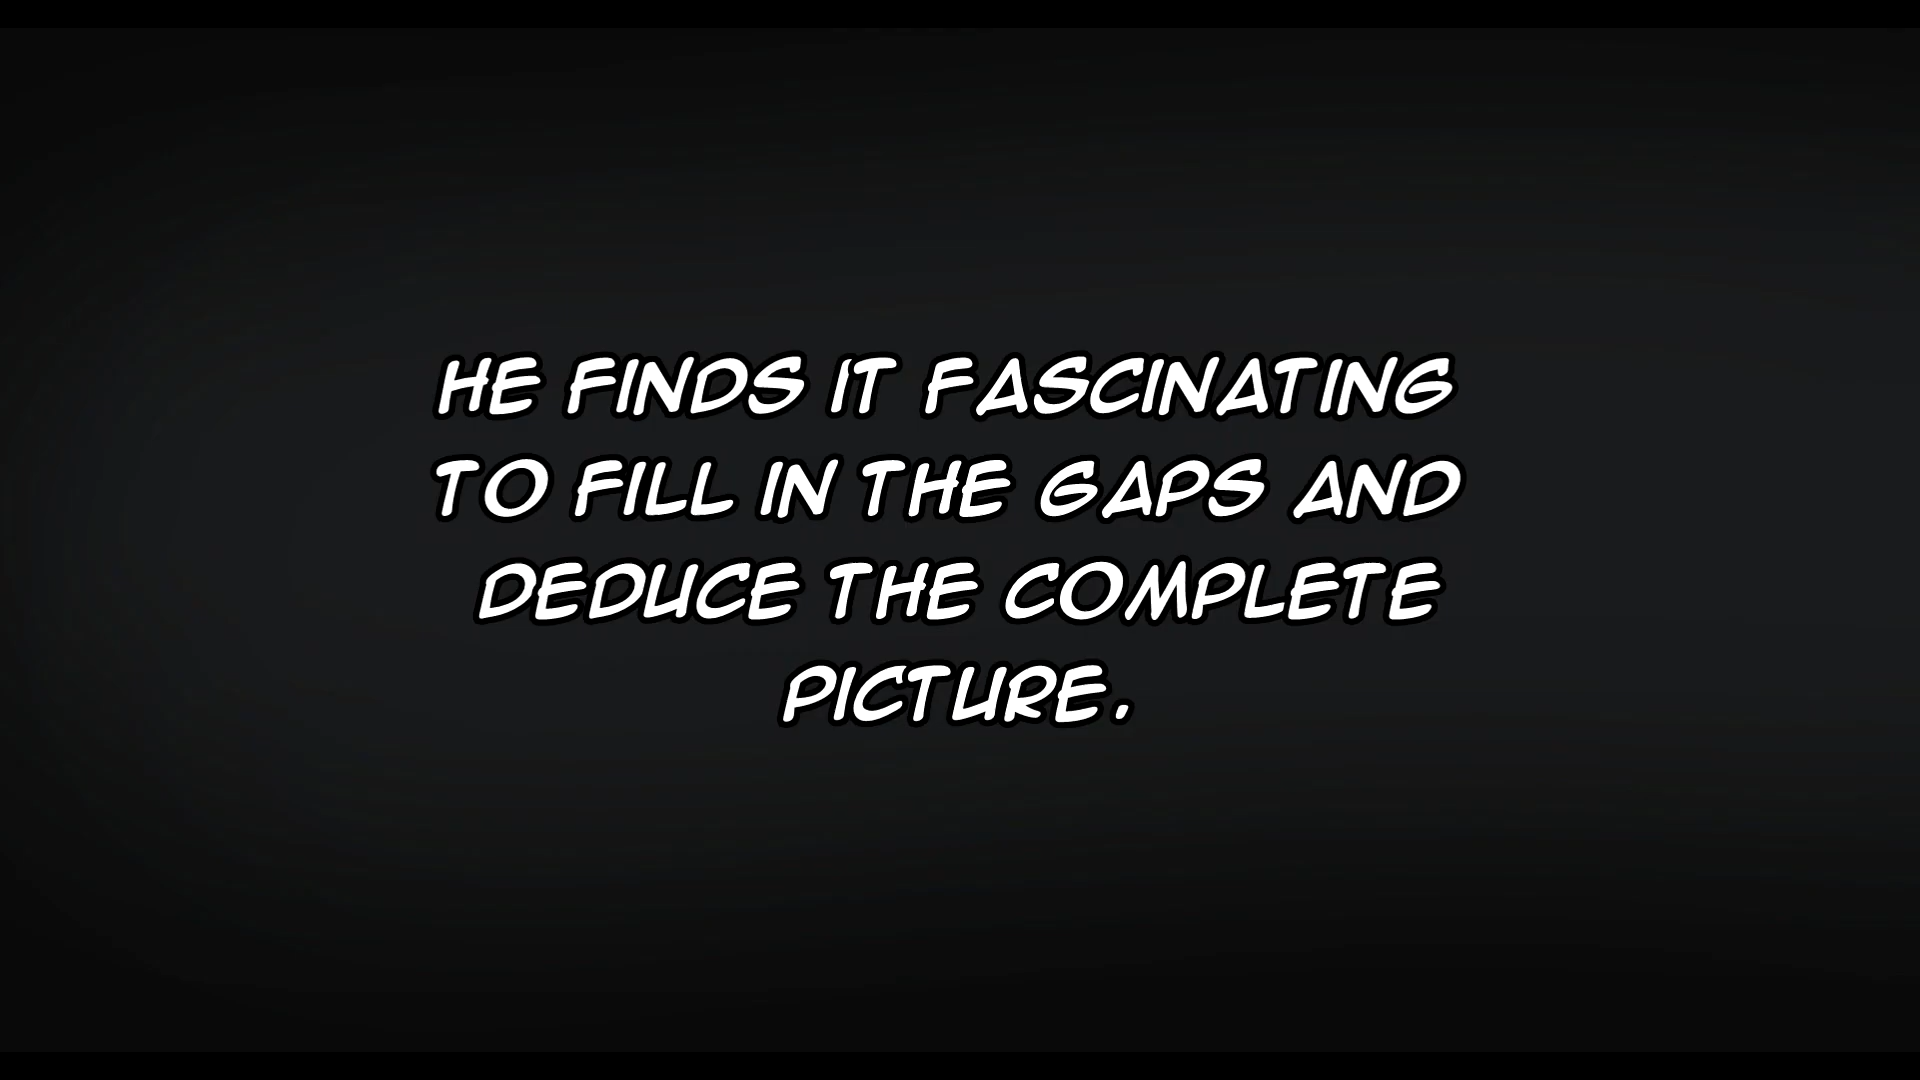 HE FINDS IT FASCINATING
TO FILL IN THE GAPS AND
DEDUCE THE COMPLETE
PICTURE.